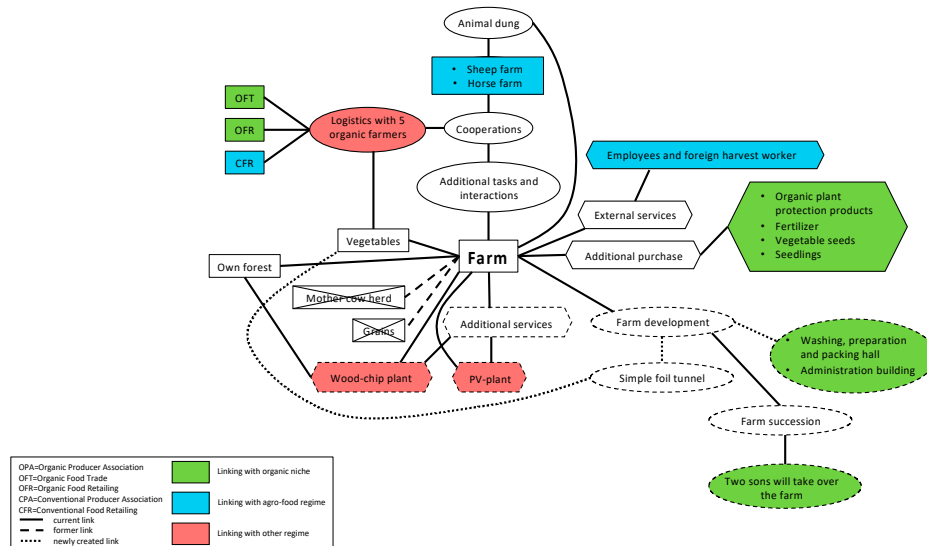 Animal dung
• Sheep farm
• Horse farm
OFT
OFR
CFR
Logistics with 5
organic farmers
Cooperations
Employees and foreign harvest worker
Additional tasks and
interactions
• Organic plant
protection products
• Fertilizer
• Vegetable seeds
• Seedlings
External services
Vegetables
Farm
Additional purchase
Own forest
Mother cow herd
Grains
Additional services
Farm development
• Washing, preparation
and packing hall
• Administration building
Wood-chip plant
PV-plant
Simple foil tunnel
Farm succession
Two sons will take over
the farm
OPA=Organic Producer Association
OFT=Organic Food Trade
OFR=Organic Food Retailing
CPA=Conventional Producer Association
CFR=Conventional Food Retailing
current link
former link
newly created link
Linking with organic niche
Linking with agro-food regime
Linking with other regime